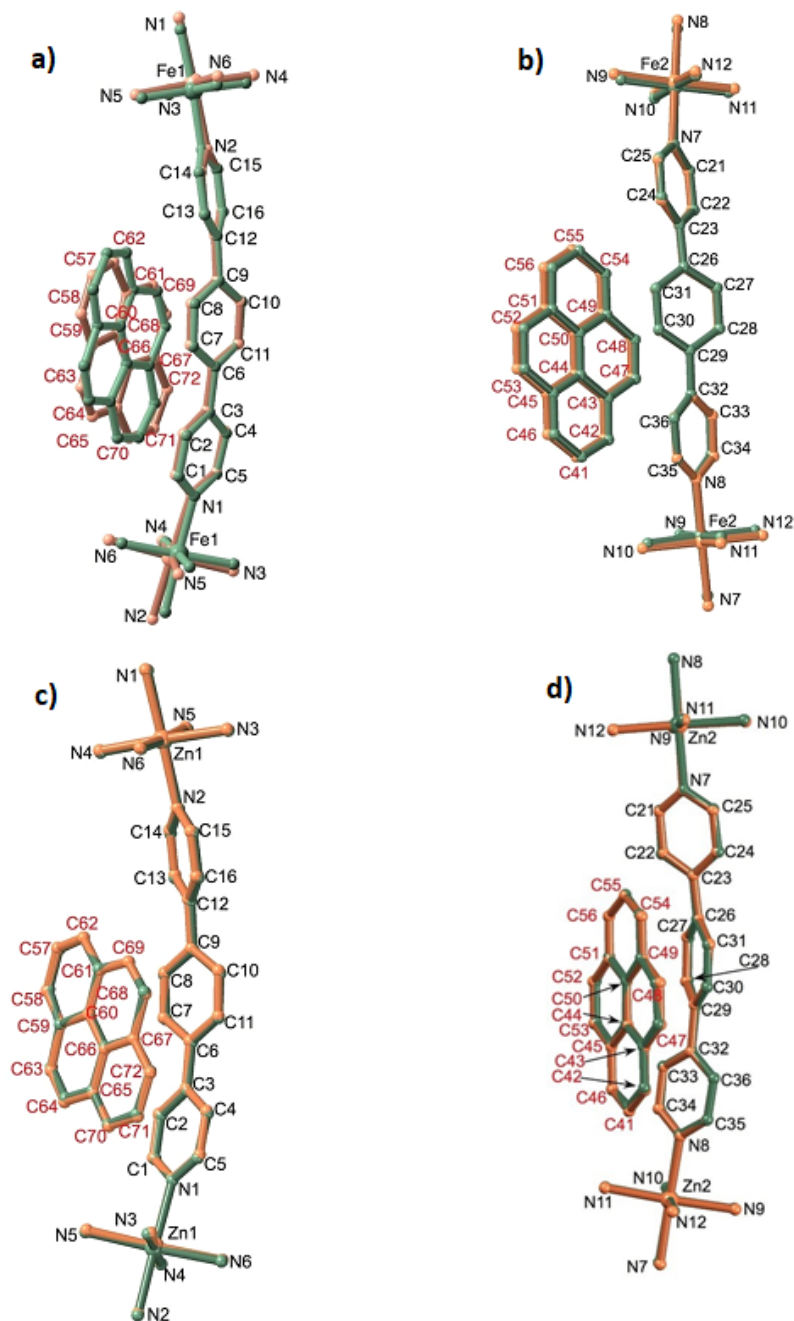 a)
N1
Fe1
N6
N4
N5
N3
N2
C14
C15
C13
C16
C12
C62
C57
C61
C69
C9
C58
C10
C60
C68
C8
C59
C7
C11
C66
C67
C6
C63
C72
C3
C64
C71
C2
C4
C65
C70
C1
C5
N1
N4
Fe1
N6
N5
N3
N2
b)
N8
Fe2
N12
N9
N10
N11
N7
C25
C21
C24
C22
C23
C55
C54
C26
C56
C51
C31
C27
C52
C49
C50
C30
C28
C48
C44
C47
C29
C53
C45
C43
C32
C46
C42
C36
C33
C41
C35
C34
N8
N9
Fe2
N12
N10
N11
N7
c)
N1
N5
N3
N4
N6
Zn1
N2
C14
C15
C13
C16
C12
C62
C57
C69
C9
C61
C8
C10
C58
C68
C59
C60
C7
C11
C66
C67
C6
C63
C72
C65
C3
C64
C71
C2
C4
C70
C1
C5
N1
N3
Zn1
N5
N4
N6
N2
d)
N8
N11
N12
N9
Zn2
N10
N7
C21
C25
C22
C24
C23
C55
C54
C26
C56
C27
C31
C51
C49
C28
C52
C50
C48
C30
C44
C29
C53
C45
C47
C32
C43
C42
C33
C36
C46
C34
C35
C41
N8
N10
Zn2
N11
N12
N9
N7